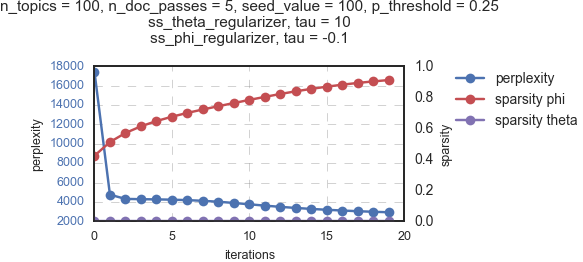 n_topics = 100, n_doc_passes = 5, seed_value = 100, p_threshold = 0.25
ss_theta_regularizer, tau = 10
ss_phi_regularizer, tau = -0.1
18000
16000
14000
12000
10000
8000
6000
4000
2000
perplexity
0
5
10
15
20
iterations
1.0
0.8
0.6
0.4
0.2
0.0
sparsity
perplexity
sparsity phi
sparsity theta